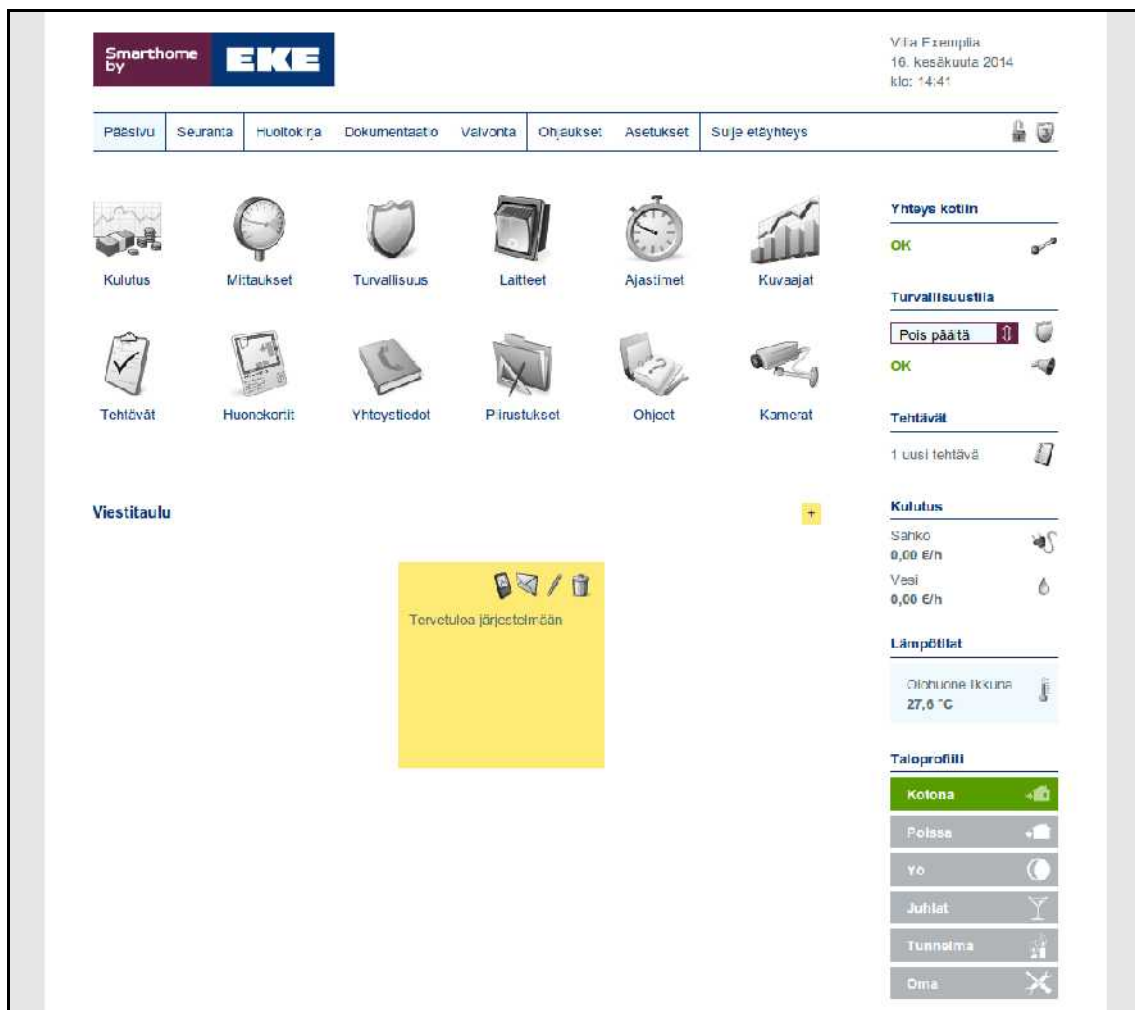 Smarthome
by
EKE
Villa Exemplia
16. kesäkuuta 2014
klo: 14:41
Pääsivu Seuranta Huoltokirja Dokumentaatio Valvonta Ohjaukset Asetukset Sulje etäyhteys
Kulutus Mittaukset Turvallisuus Laitteet Ajastimet Kuvaajat
Tehtävät Huonekortit Yhteystiedot Piirustukset Ohjeet Kamerat
Viestitaulu +
Tervetuloa järjestelmään
Yhteys kotiin
OK
Turvallisuustila
Pois päältä
OK
Tehtävät
1 uusi tehtävä
Kulutus
Sähkö
0,00 €/h
Vesi
0,00 €/h
Lämpötilat
Olohuone Ikkuna
27,6 °C
Taloprofiili
Kotona
Poissa
Yö
Juhlat
Tunnelma
Oma